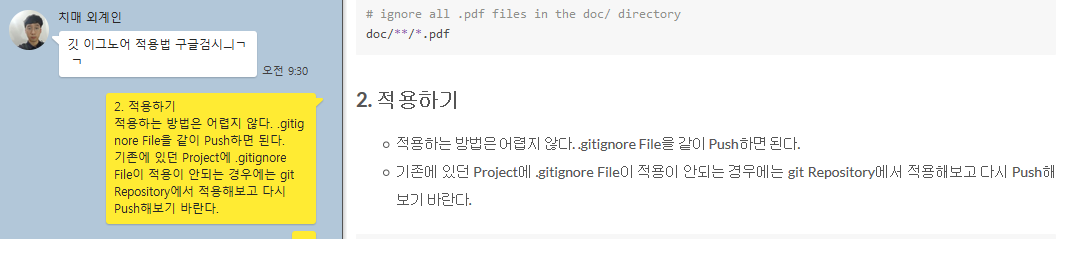 치매 외계인
깃 이그노어 적용법 구글검시ㅢㄱ
ㄱ
오전 9:30
2. 적용하기
적용하는 방법은 어렵지 않다. .gitig
nore File을 같이 Push하면 된다.
기존에 있던 Project에 .gitignore
File이 적용이 안되는 경우에는 git
Repository에서 적용해보고 다시
Push해보기 바란다.
# ignore all .pdf files in the doc/ directory
doc/**/*.pdf
2. 적용하기
적용하는 방법은 어렵지 않다. .gitignore File을 같이 Push하면 된다.
기존에 있던 Project에 .gitignore File이 적용이 안되는 경우에는 git Repository에서 적용해보고 다시 Push해
보기 바란다.